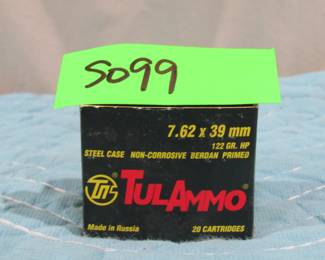 So99
7.62 x 39 mm
122 GR. HP
STEEL CASE NON-CORROSIVE BERDAN PRIMED
TULAMMO
Made in Russia
20 CARTRIDGES